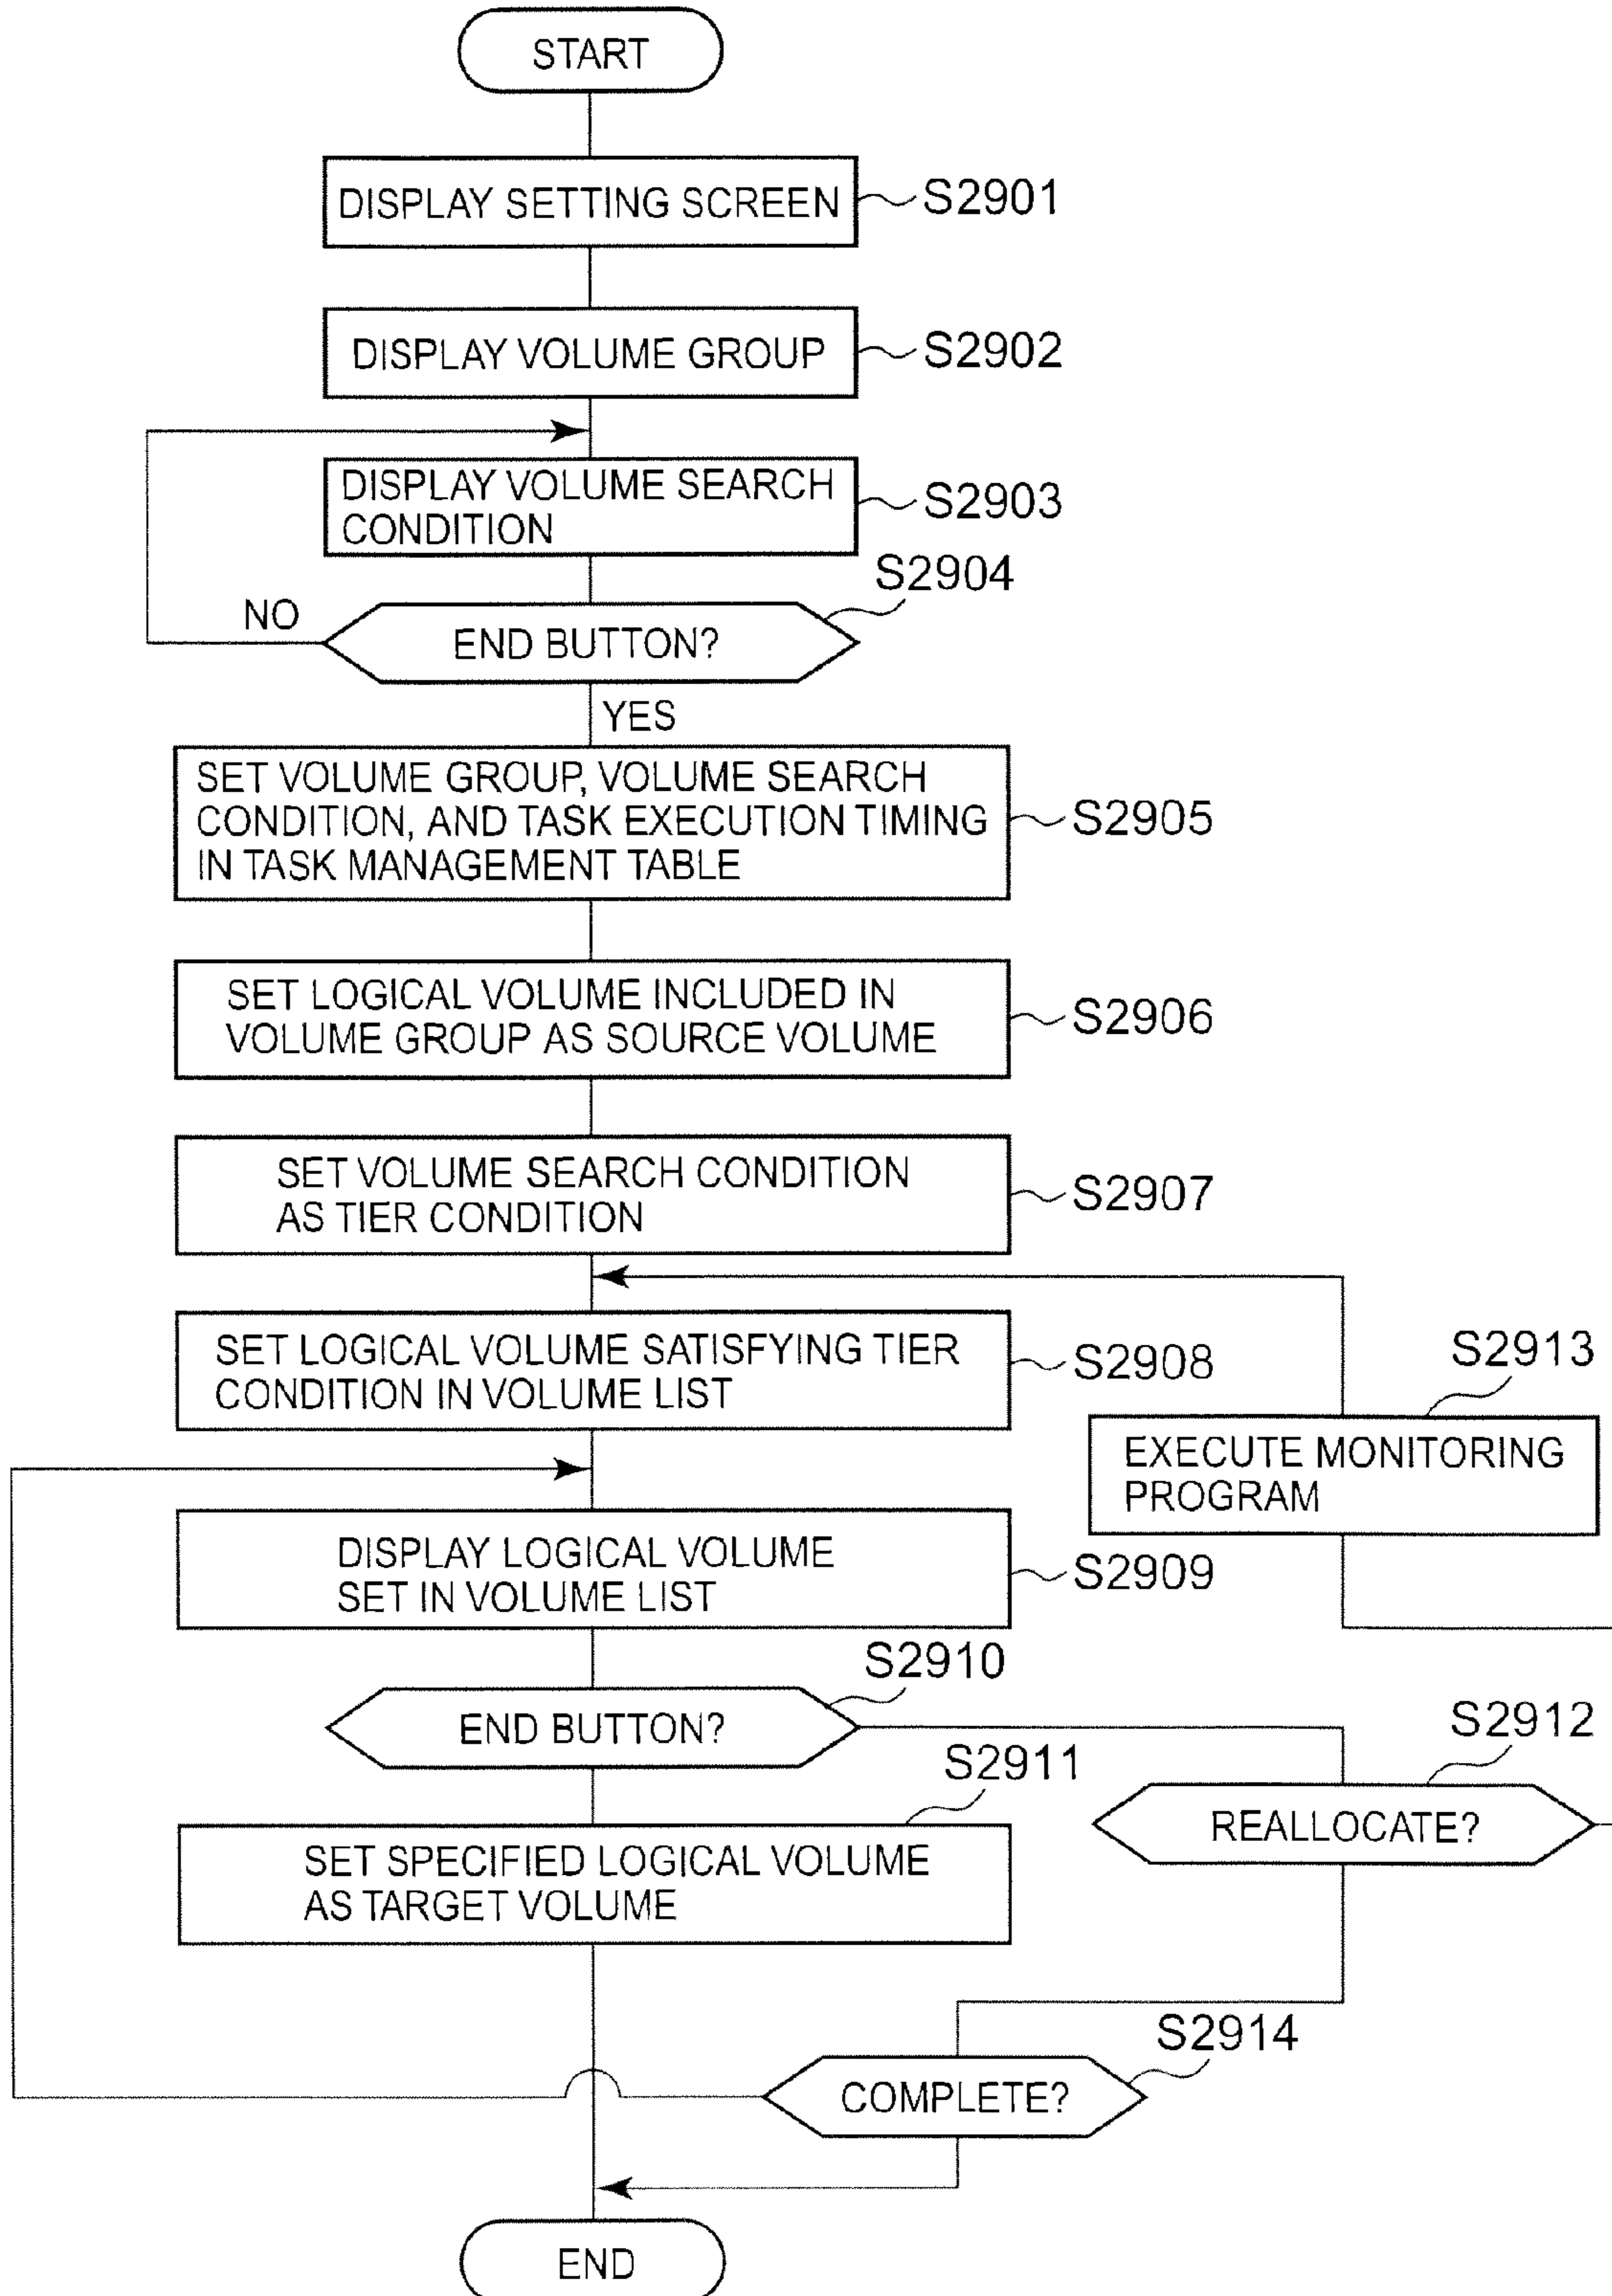 START
DISPLAY SETTING SCREEN
S2901
DISPLAY VOLUME GROUP
S2902
DISPLAY VOLUME SEARCH
CONDITION
S2903
S2904
NO
END BUTTON?
YES
SET VOLUME GROUP, VOLUME SEARCH
CONDITION, AND TASK EXECUTION TIMING
IN TASK MANAGEMENT TABLE
S2905
SET LOGICAL VOLUME INCLUDED IN
VOLUME GROUP AS SOURCE VOLUME
S2906
SET VOLUME SEARCH CONDITION
AS TIER CONDITION
S2907
SET LOGICAL VOLUME SATISFYING TIER
CONDITION IN VOLUME LIST
S2908
S2913
EXECUTE MONITORING
PROGRAM
DISPLAY LOGICAL VOLUME
SET IN VOLUME LIST
S2909
S2910
END BUTTON?
S2912
REALLOCATE?
S2911
SET SPECIFIED LOGICAL VOLUME
AS TARGET VOLUME
S2914
COMPLETE?
END